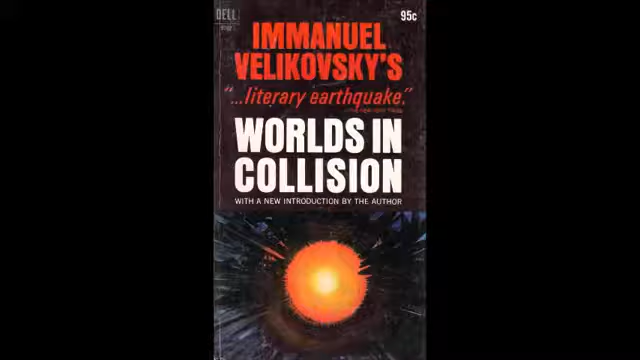 DELL
95c
IMMANUEL
VELIKOVSKY'S
"...literary earthquake."
WORLDS IN
COLLISION
WITH A NEW INTRODUCTION BY THE AUTHOR